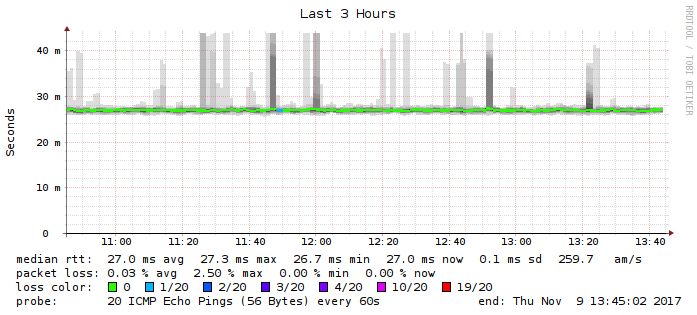 Last 3 Hours
RRDTOOL / TOBI OETIKER
Seconds
40 m
30 m
20 m
10 m
0
11:00 11:20 11:40 12:00 12:20 12:40 13:00 13:20 13:40
median rtt: 27.0 ms avg 27.3 ms max 26.7 ms min 27.0 ms now 0.1 ms sd 259.7 am/s
packet loss: 0.03 % avg 2.50 % max 0.00 % min 0.00 % now
loss color: 0 1/20 2/20 3/20 4/20 10/20 19/20
probe: 20 ICMP Echo Pings (56 Bytes) every 60s end: Thu Nov 9 13:45:02 2017